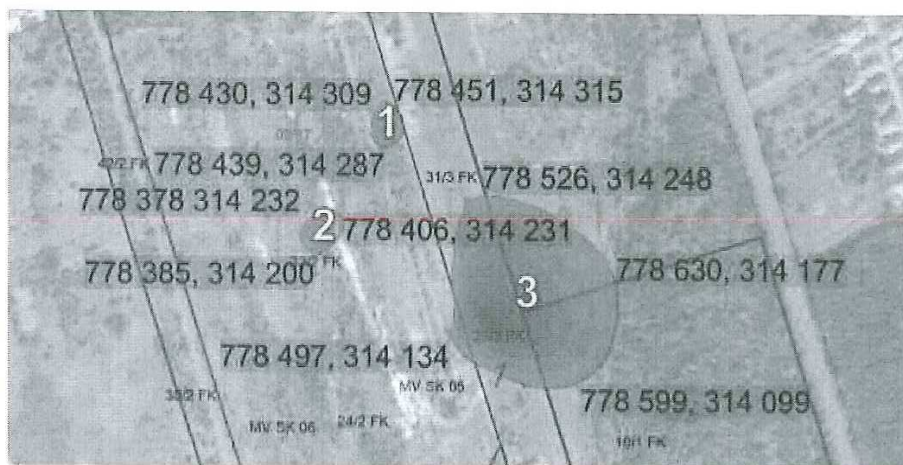 778 430, 314 309
778 451, 314 315
1
42/2 FK
778 439, 314 287
31/3 FK
778 526, 314 248
778 378 314 232
2
778 406, 314 231
FK
778 385, 314 200
3
778 630, 314 177
778 497, 314 134
MV SK 06
FK
778 599, 314 099
MV SK 06
24/2 FK
10/1 FK